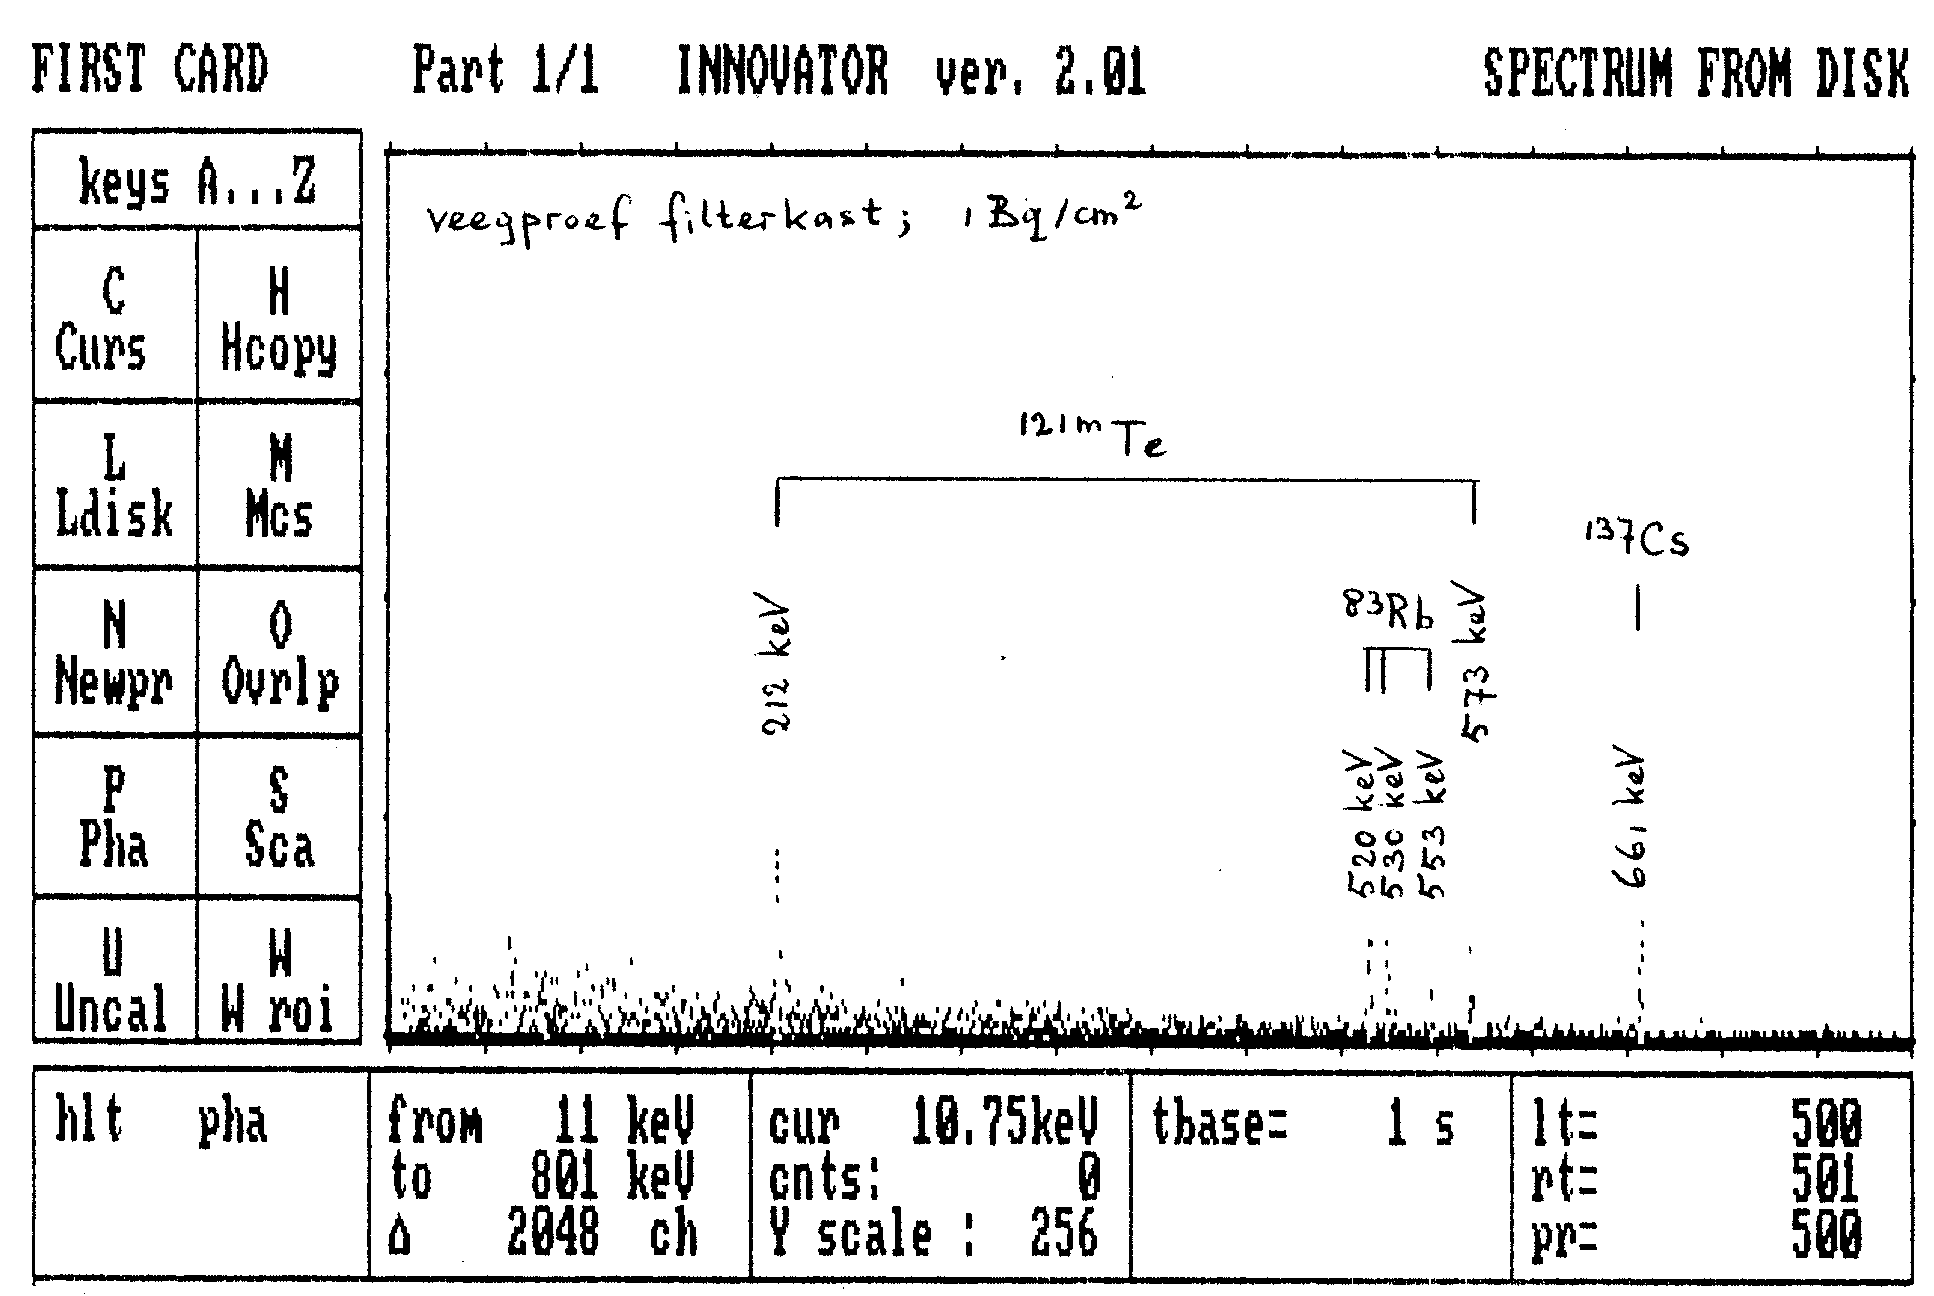 FIRST CARD Part 1/1 INNOVATOR ver. 2.01 SPECTRUM FROM DISK
keys A...Z
C H
Curs Hcopy
L M
Ldisk Mcs
N O
Newpr Ovrlp
P S
Pha Sca
U W
Uncal W roi
veegproef filterkast; 1 Bq/cm²
121m Te
137Cs
83Rb
212 keV
520 keV
530 keV
553 keV
573 keV
661 keV
hlt pha
from 11 keV
to 801 keV
Δ 2048 ch
cur 10.75keV
cnts: 0
Y scale : 256
tbase= 1 s
lt= 500
rt= 501
pr= 500